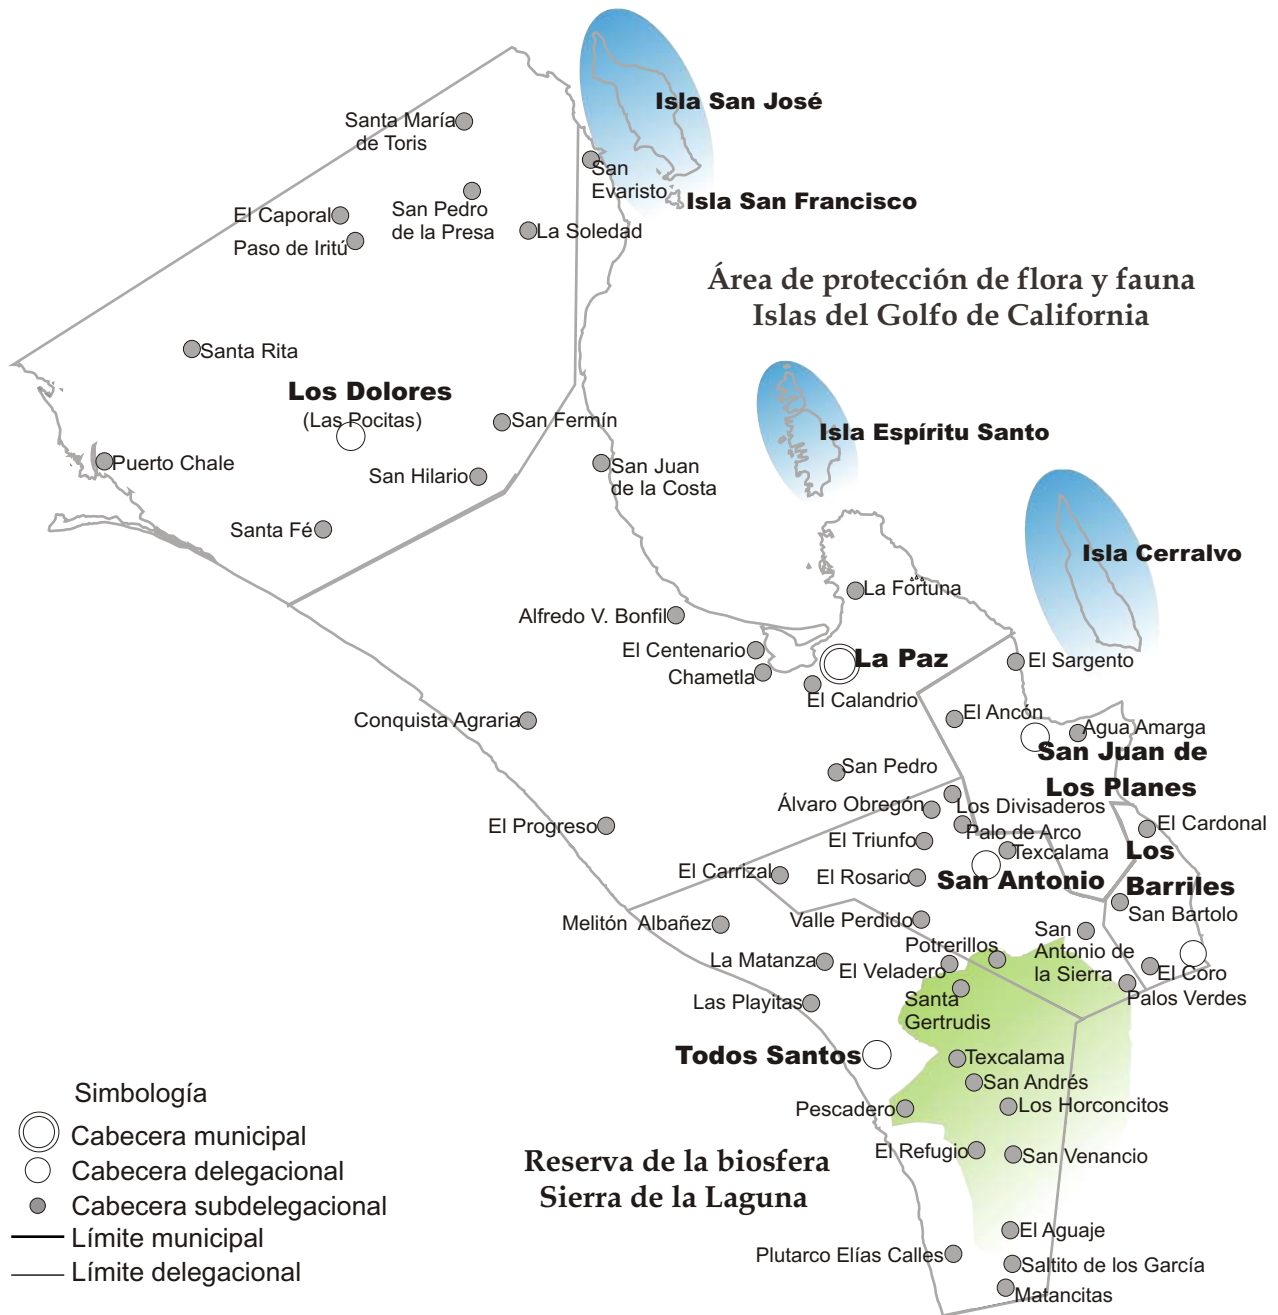 Isla San José
Santa María
de Toris
San
Evaristo
Isla San Francisco
El Caporal
San Pedro
de la Presa
La Soledad
Paso de Iritú
Área de protección de flora y fauna
Islas del Golfo de California
Santa Rita
Los Dolores
(Las Pocitas)
San Fermín
Isla Espíritu Santo
Puerto Chale
San Hilario
San Juan
de la Costa
Santa Fé
Isla Cerralvo
La Fortuna
Alfredo V. Bonfil
El Centenario
La Paz
El Sargento
Chametla
El Calandrio
Conquista Agraria
El Ancón
Agua Amarga
San Juan de
Los Planes
San Pedro
Álvaro Obregón
Los Divisaderos
El Progreso
El Triunfo
Palo de Arco
El Cardonal
Texcalama
Los
Barriles
El Carrizal
El Rosario
San Antonio
San Bartolo
Melitón Albañez
Valle Perdido
San
Antonio de
la Sierra
Potrerillos
La Matanza
El Veladero
El Coro
Palos Verdes
Las Playitas
Santa
Gertrudis
Todos Santos
Texcalama
San Andrés
Pescadero
Los Horconcitos
El Refugio
San Venancio
Reserva de la biosfera
Sierra de la Laguna
El Aguaje
Plutarco Elías Calles
Saltito de los García
Matancitas
Simbología
Cabecera municipal
Cabecera delegacional
Cabecera subdelegacional
Límite municipal
Límite delegacional